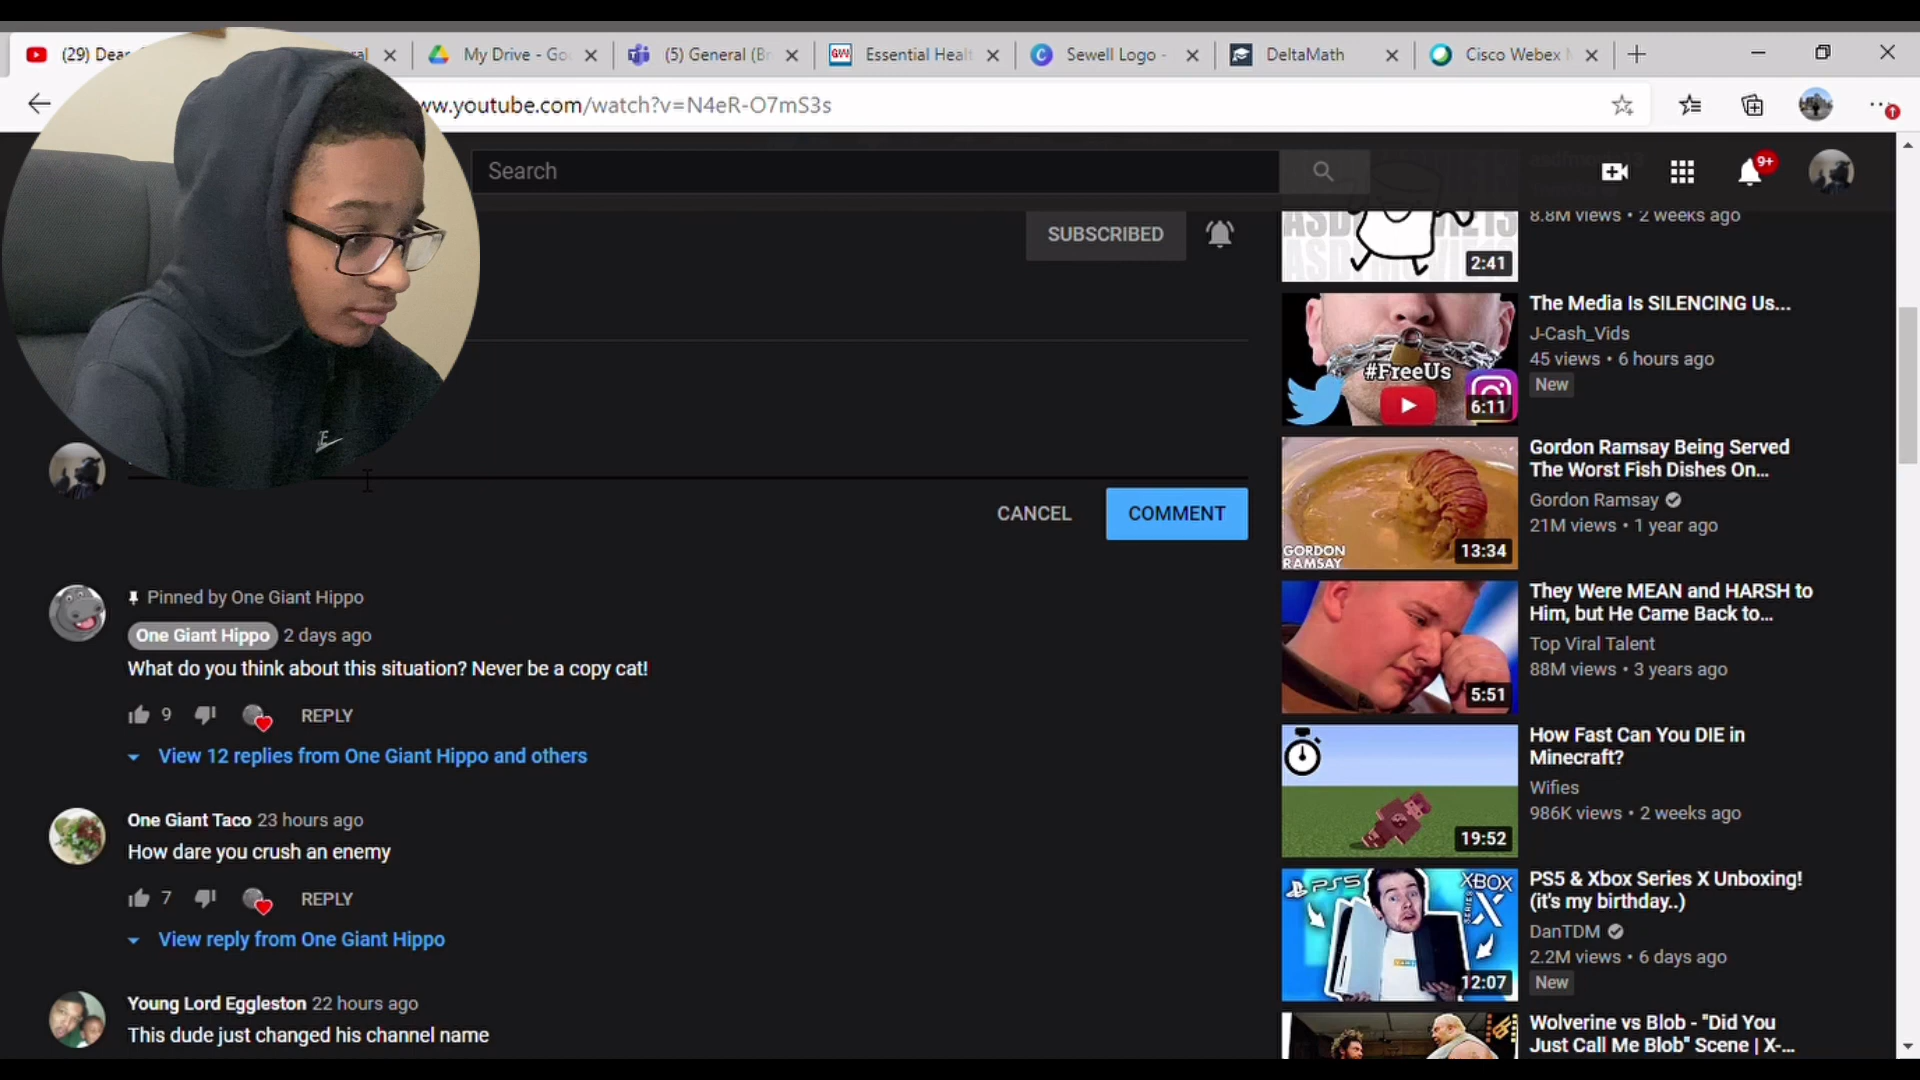 (29) Dear
ral
My Drive - Go
(5) General (Br
GW
Essential Healt
Sewell Logo -
DeltaMath
Cisco Webex
ww.youtube.com/watch?v=N4eR-O7mS3s
Search
9+
SUBSCRIBED
CANCEL
COMMENT
Pinned by One Giant Hippo
One Giant Hippo 2 days ago
What do you think about this situation? Never be a copy cat!
9
REPLY
View 12 replies from One Giant Hippo and others
One Giant Taco 23 hours ago
How dare you crush an enemy
7
REPLY
View reply from One Giant Hippo
Young Lord Eggleston 22 hours ago
This dude just changed his channel name
8.8M views • 2 weeks ago
2:41
The Media Is SILENCING Us...
J-Cash_Vids
45 views • 6 hours ago
New
#FreeUs
6:11
Gordon Ramsay Being Served
The Worst Fish Dishes On...
Gordon Ramsay
21M views • 1 year ago
GORDON
RAMSAY
13:34
They Were MEAN and HARSH to
Him, but He Came Back to...
Top Viral Talent
88M views • 3 years ago
5:51
How Fast Can You DIE in
Minecraft?
Wifies
986K views • 2 weeks ago
19:52
PS5 & Xbox Series X Unboxing!
(it's my birthday..)
DanTDM
2.2M views • 6 days ago
New
PS5
XBOX
SERIES
X
12:07
Wolverine vs Blob - "Did You
Just Call Me Blob" Scene | X-...